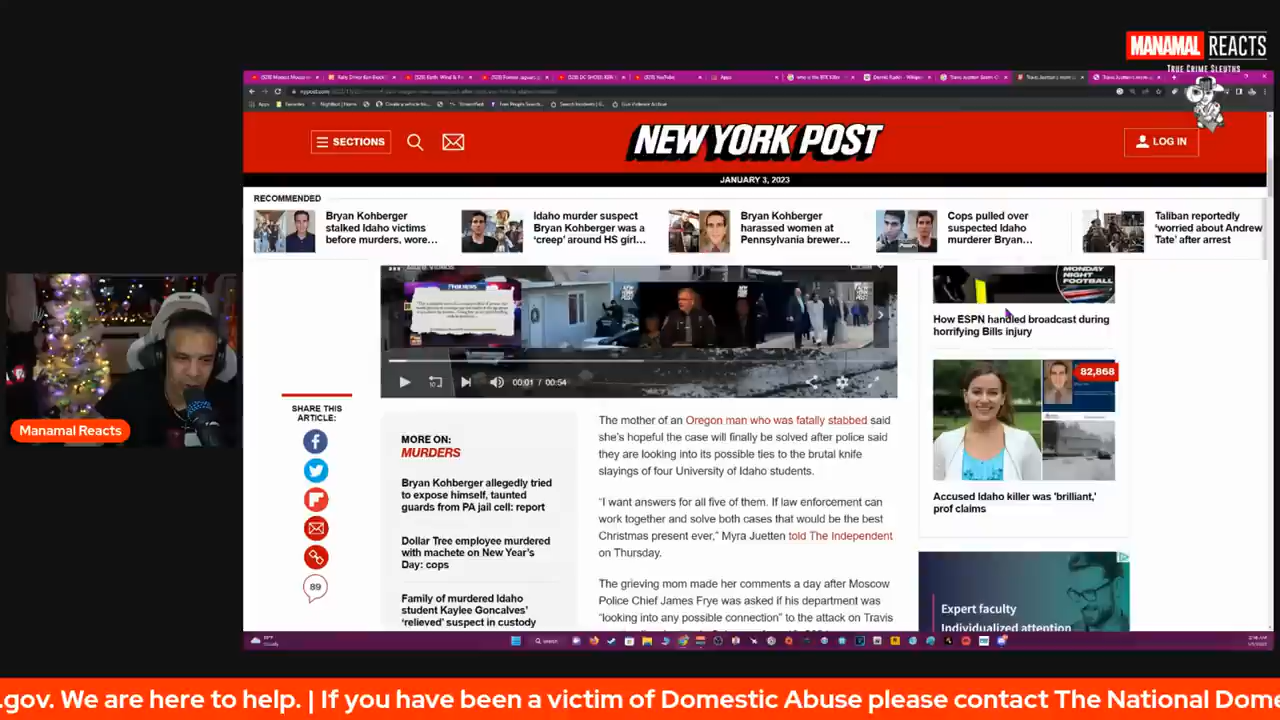 MANAMAL REACTS
TRUE CRIME SLEUTHS
SECTIONS
NEW YORK POST
LOG IN
JANUARY 3, 2023
RECOMMENDED
Bryan Kohberger
stalked Idaho victims
before murders, wore...
Idaho murder suspect
Bryan Kohberger was a
‘creep’ around HS girl...
Bryan Kohberger
harassed women at
Pennsylvania brewer...
Cops pulled over
suspected Idaho
murderer Bryan...
Taliban reportedly
‘worried about Andrew
Tate’ after arrest
FOX NEWS
00:01 / 00:54
MONDAY
NIGHT
FOOTBALL
How ESPN handled broadcast during
horrifying Bills injury
82,868
Accused Idaho killer was 'brilliant,'
prof claims
SHARE THIS
ARTICLE:
89
MORE ON:
MURDERS
Bryan Kohberger allegedly tried
to expose himself, taunted
guards from PA jail cell: report
Dollar Tree employee murdered
with machete on New Year’s
Day: cops
Family of murdered Idaho
student Kaylee Goncalves’
‘relieved’ suspect in custody
The mother of an Oregon man who was fatally stabbed said
she’s hopeful the case will finally be solved after police said
they are looking into its possible ties to the brutal knife
slayings of four University of Idaho students.
“I want answers for all five of them. If law enforcement can
work together and solve both cases that would be the best
Christmas present ever,” Myra Juetten told The Independent
on Thursday.
The grieving mom made her comments a day after Moscow
Police Chief James Frye was asked if his department was
“looking into any possible connection” to the attack on Travis
Expert faculty
Individualized attention
Manamal Reacts
.gov. We are here to help. | If you have been a victim of Domestic Abuse please contact The National Dome